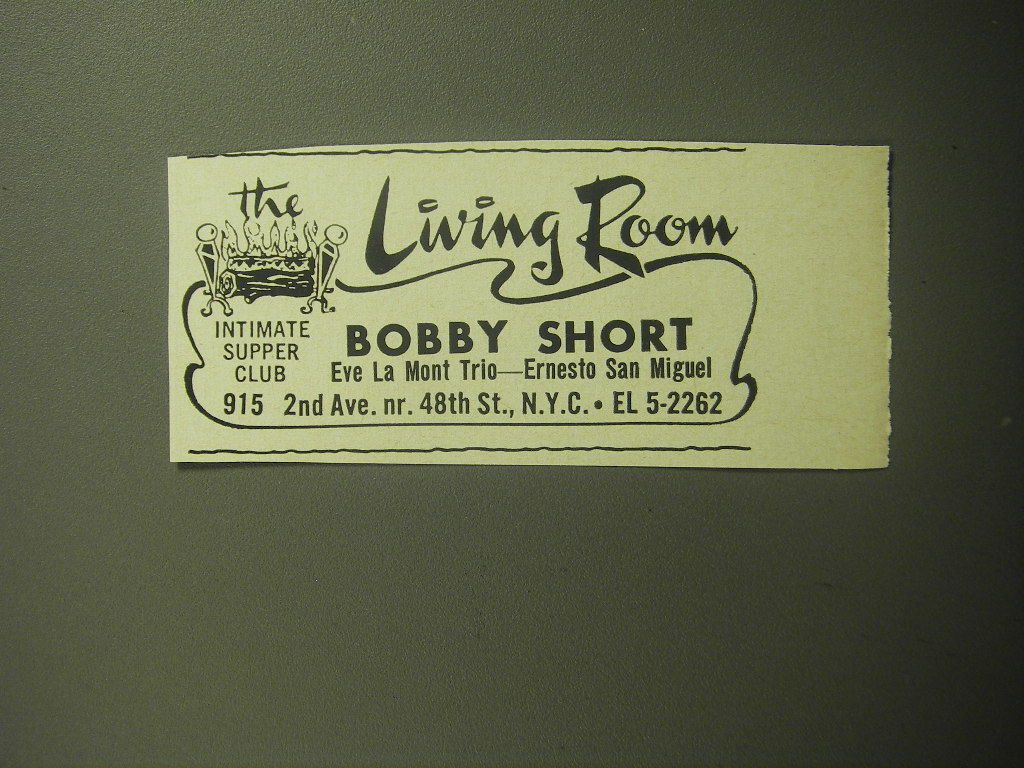 the Living Room
INTIMATE
SUPPER
CLUB
BOBBY SHORT
Eve La Mont Trio—Ernesto San Miguel
915 2nd Ave. nr. 48th St., N.Y.C. • EL 5-2262